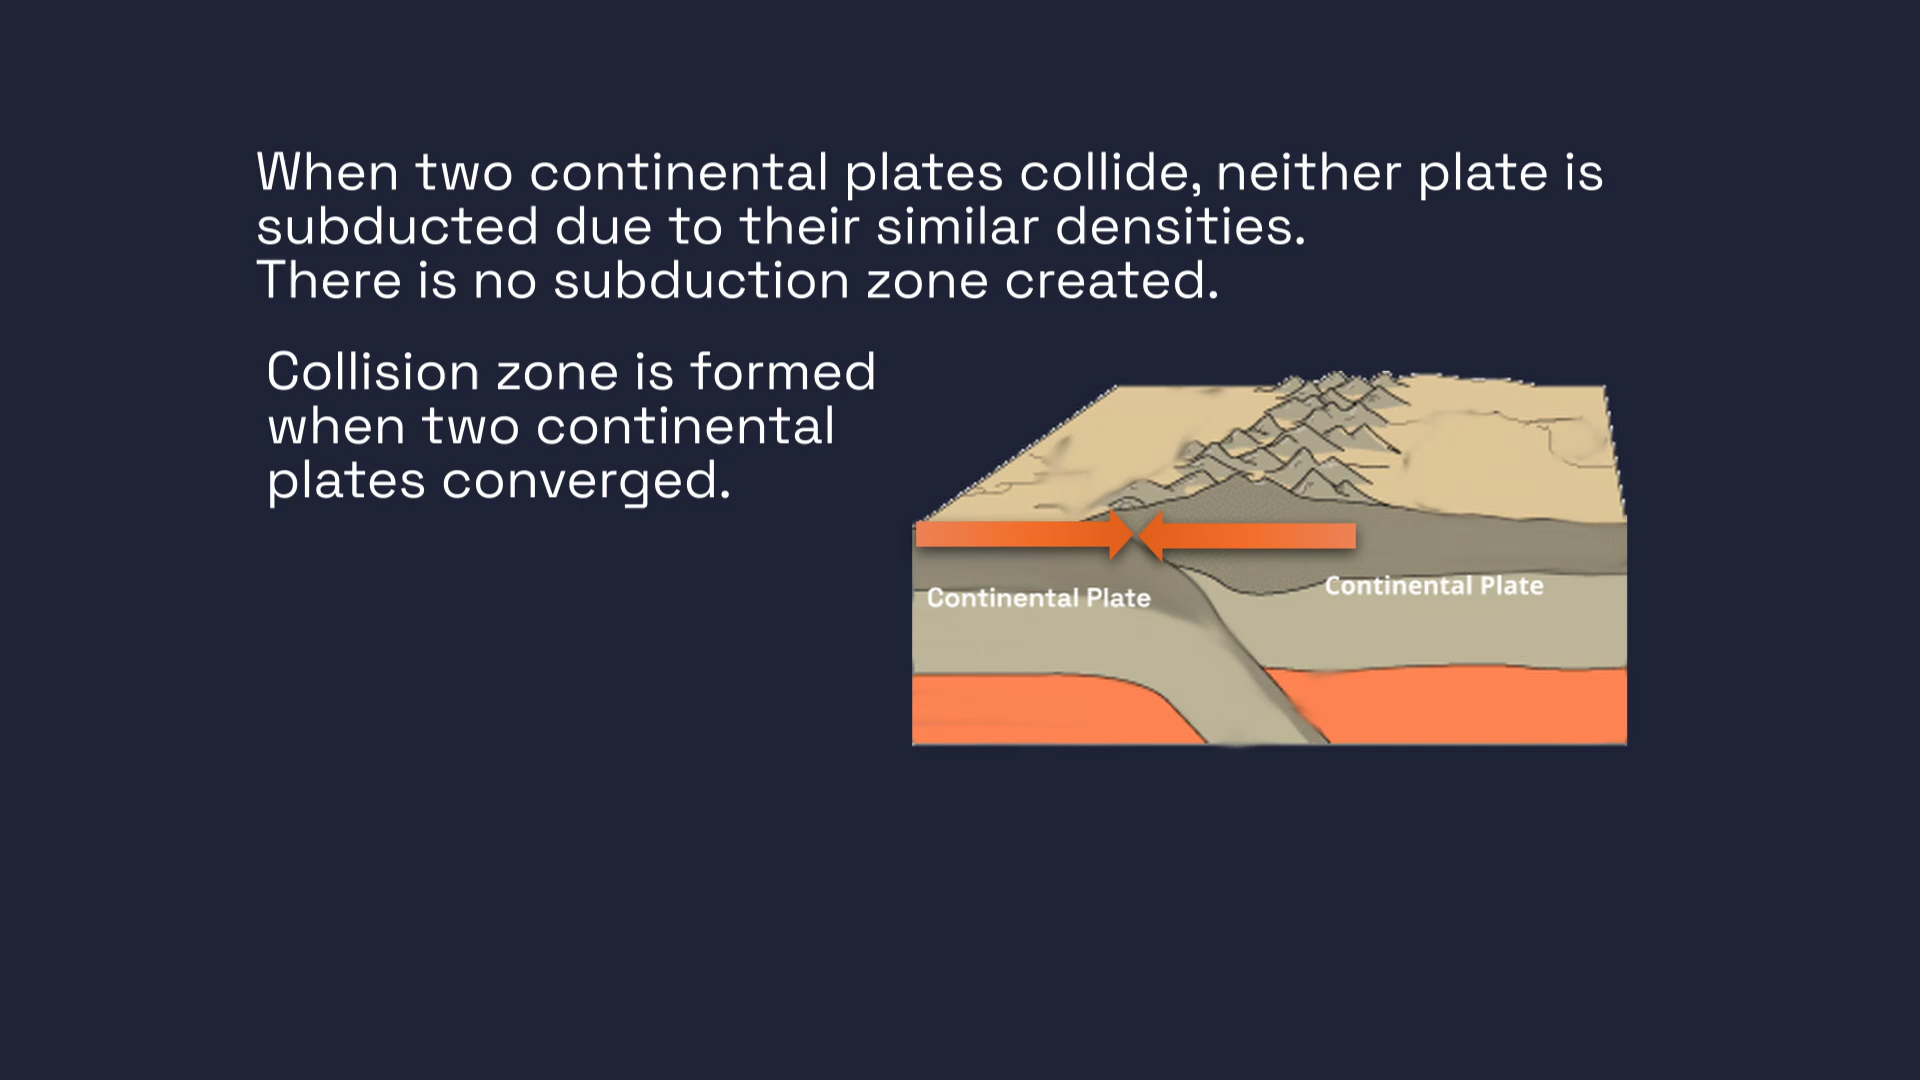 When two continental plates collide, neither plate is
subducted due to their similar densities.
There is no subduction zone created.
Collision zone is formed
when two continental
plates converged.
Continental Plate
Continental Plate